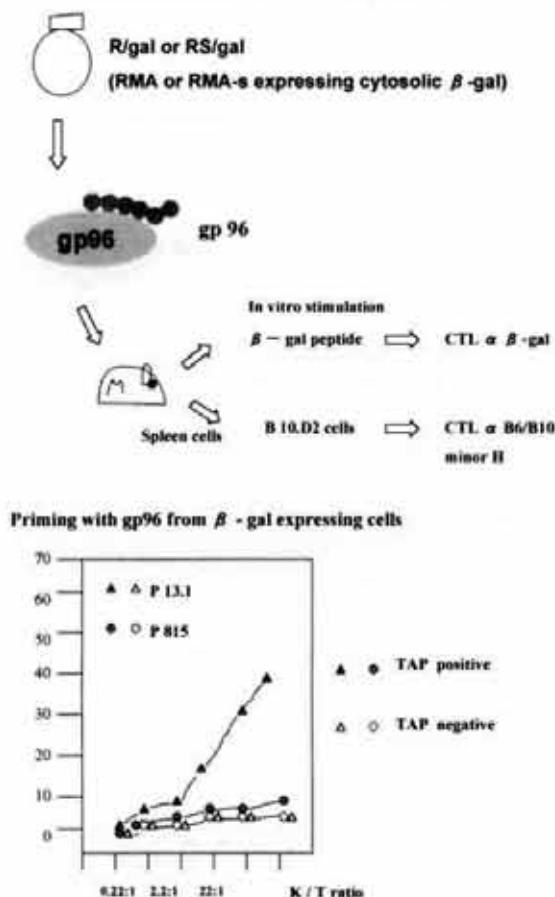 R/gal or RS/gal
(RMA or RMA-s expressing cytosolic β-gal)
gp96
gp 96
In vitro stimulation
β － gal peptide
CTL α β-gal
Spleen cells
B 10.D2 cells
CTL α B6/B10
minor H
Priming with gp96 from β - gal expressing cells
70
60
50
40
30
20
10
0
P 13.1
P 815
TAP positive
TAP negative
0.22:1
2.2:1
22:1
K / T ratio